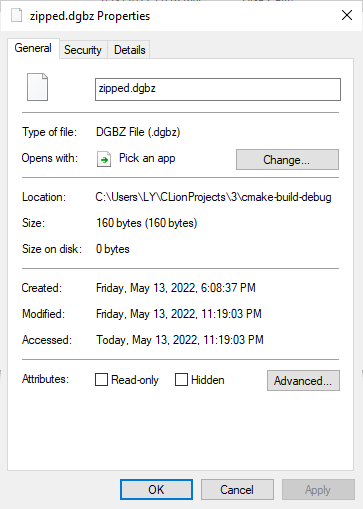 zipped.dgbz Properties
General Security Details
zipped.dgbz
Type of file: DGBZ File (.dgbz)
Opens with: Pick an app Change...
Location: C:\Users\LY\CLionProjects\3\cmake-build-debug
Size: 160 bytes (160 bytes)
Size on disk: 0 bytes
Created: Friday, May 13, 2022, 6:08:37 PM
Modified: Friday, May 13, 2022, 11:19:03 PM
Accessed: Today, May 13, 2022, 11:19:03 PM
Attributes: Read-only Hidden Advanced...
OK Cancel Apply